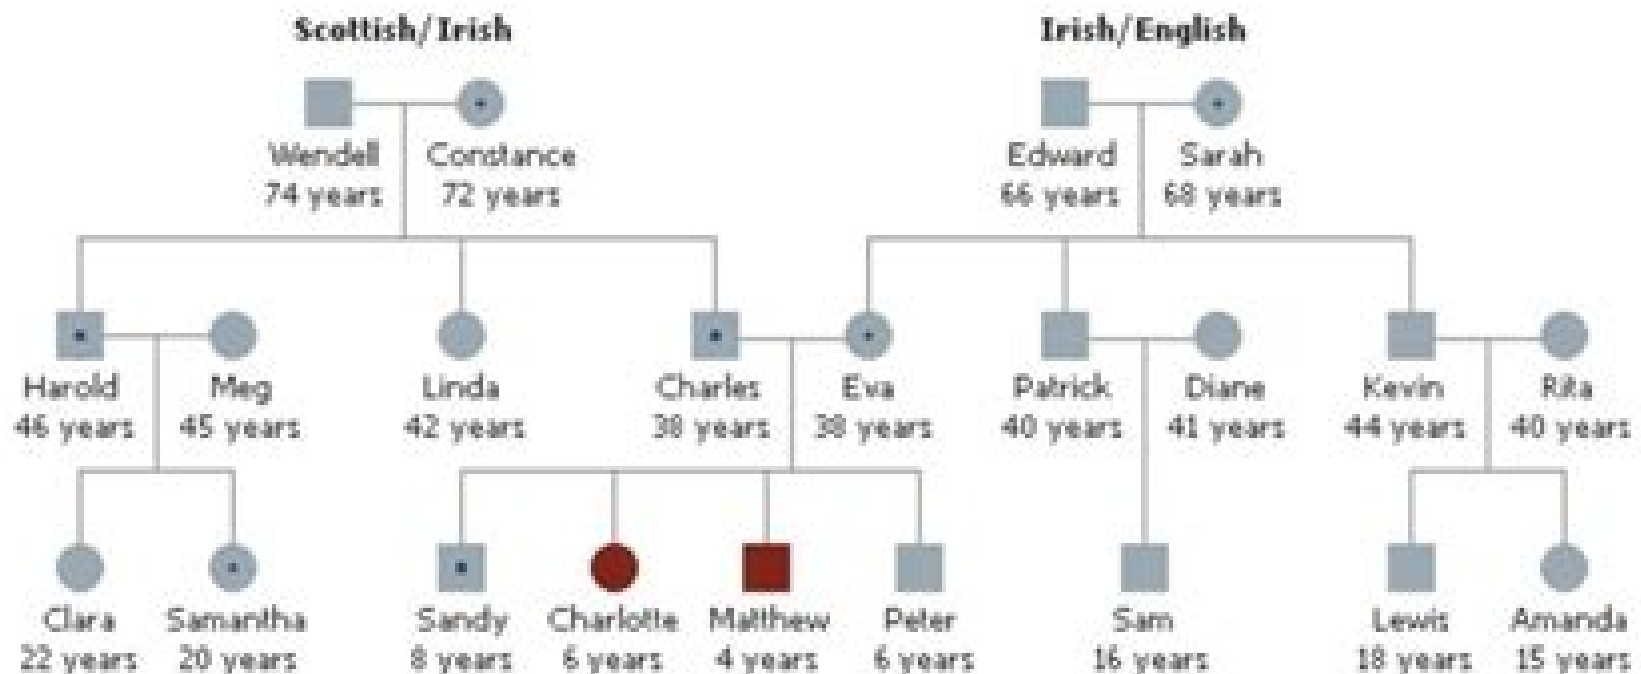 Scottish/Irish Irish/English
Wendell Constance Edward Sarah
74 years 72 years 66 years 68 years
Harold Meg Linda Charles Eva Patrick Diane Kevin Rita
46 years 45 years 42 years 38 years 38 years 40 years 41 years 44 years 40 years
Clara Samantha Sandy Charlotte Matthew Peter Sam Lewis Amanda
22 years 20 years 8 years 6 years 4 years 6 years 16 years 18 years 15 years